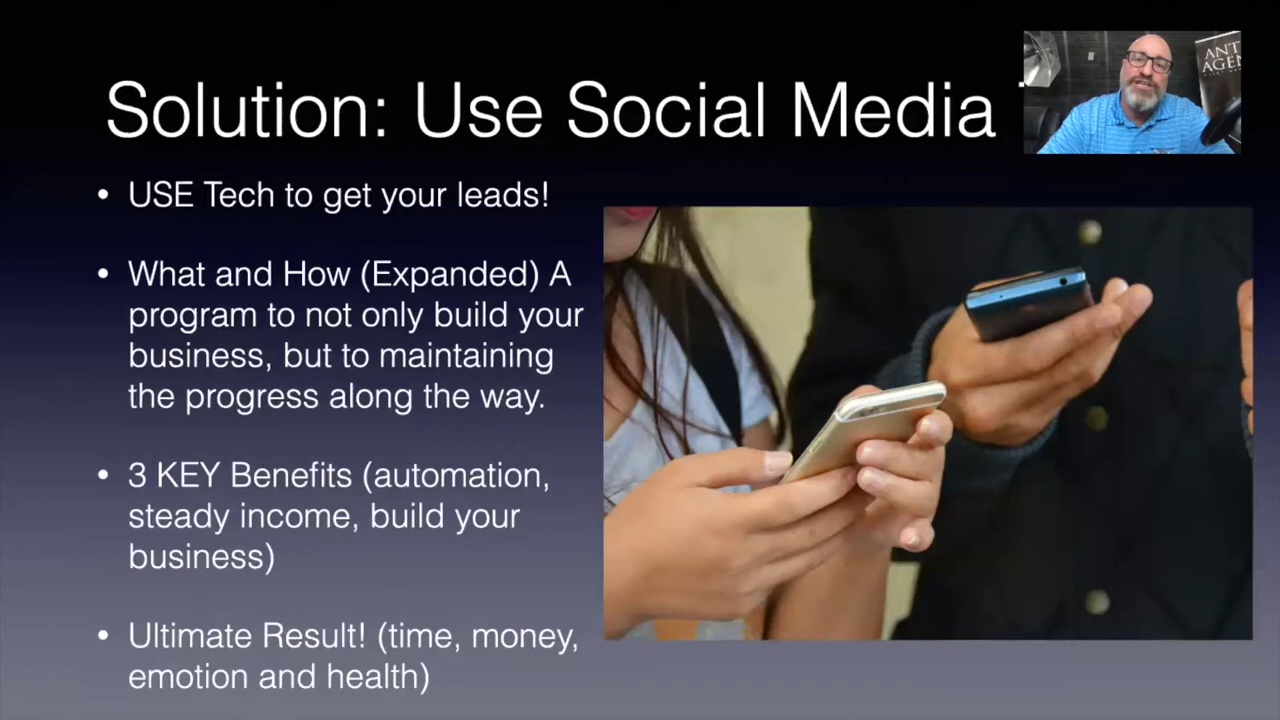 Solution: Use Social Media
• USE Tech to get your leads!
• What and How (Expanded) A
program to not only build your
business, but to maintaining
the progress along the way.
• 3 KEY Benefits (automation,
steady income, build your
business)
• Ultimate Result! (time, money,
emotion and health)